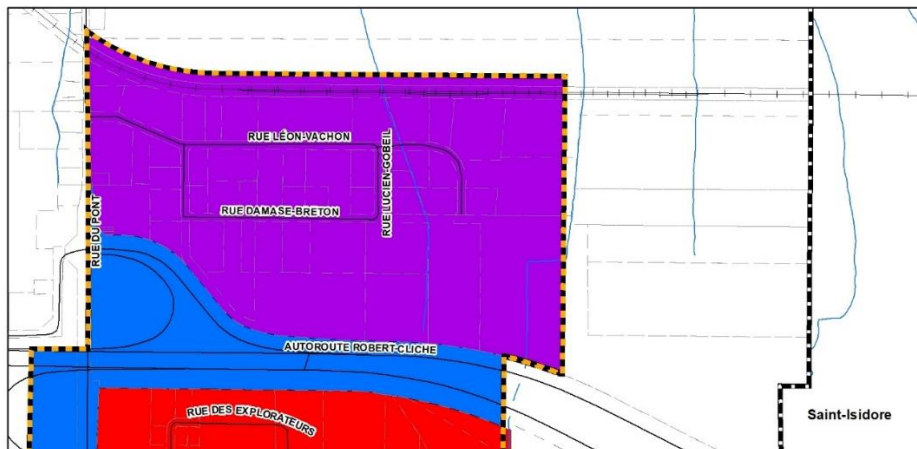 RUE LÉON-VACHON
RUE LUCIEN-GOBEIL
RUE DAMASE-BRETON
RUE DU PONT
AUTOROUTE ROBERT-CLICHE
RUE DES EXPLORATEURS
Saint-Isidore